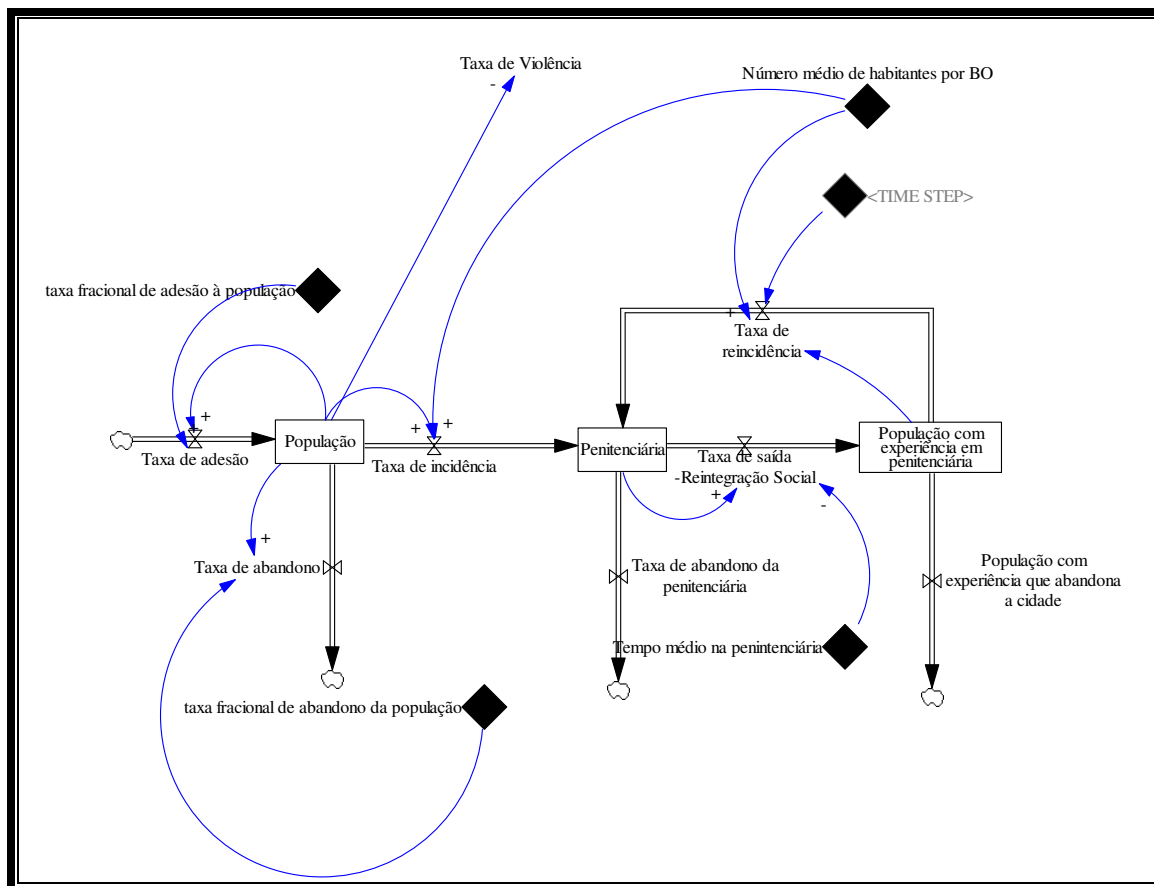 Taxa de Violência
-
Número médio de habitantes por BO
<TIME STEP>
taxa fracional de adesão à população
+
Taxa de
reincidência
+
+ +
População
Taxa de adesão
Taxa de incidência
Penitenciária
Taxa de saída
-Reintegração Social
+
-
População com
experiência em
penitenciária
+
Taxa de abandono
Taxa de abandono da
penitenciária
População com
experiência que abandona
a cidade
Tempo médio na penintenciária
taxa fracional de abandono da população